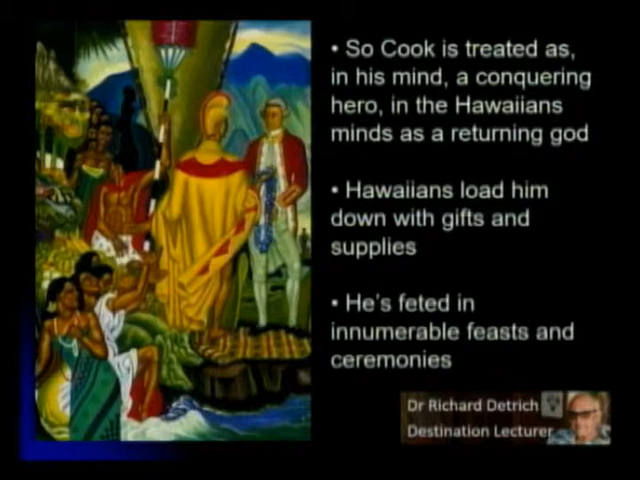 • So Cook is treated as,
in his mind, a conquering
hero, in the Hawaiians
minds as a returning god
• Hawaiians load him
down with gifts and
supplies
• He's feted in
innumerable feasts and
ceremonies
Dr Richard Detrich
Destination Lecturer